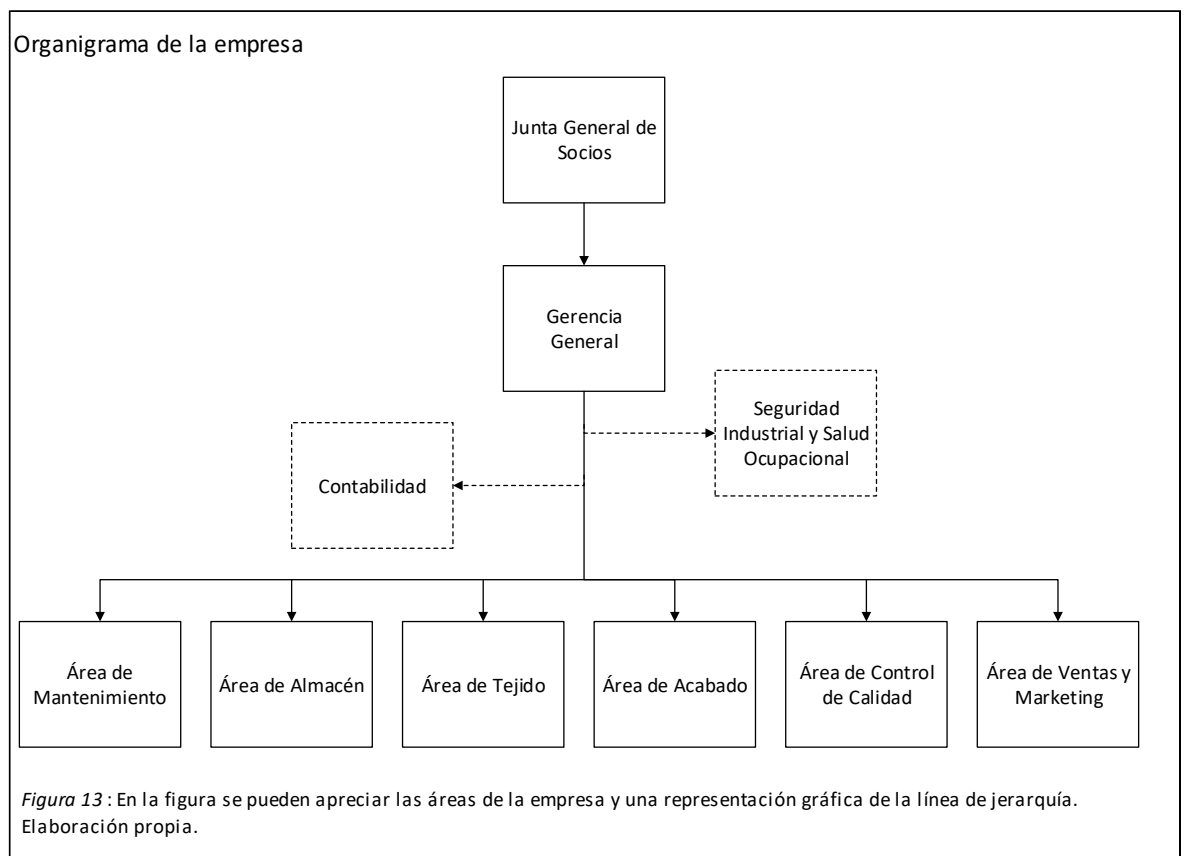 Organigrama de la empresa
Junta General de
Socios
Gerencia
General
Seguridad
Industrial y Salud
Ocupacional
Contabilidad
Área de
Mantenimiento
Área de Almacén
Área de Tejido
Área de Acabado
Área de Control
de Calidad
Área de Ventas y
Marketing
Figura 13 : En la figura se pueden apreciar las áreas de la empresa y una representación gráfica de la línea de jerarquía.
Elaboración propia.